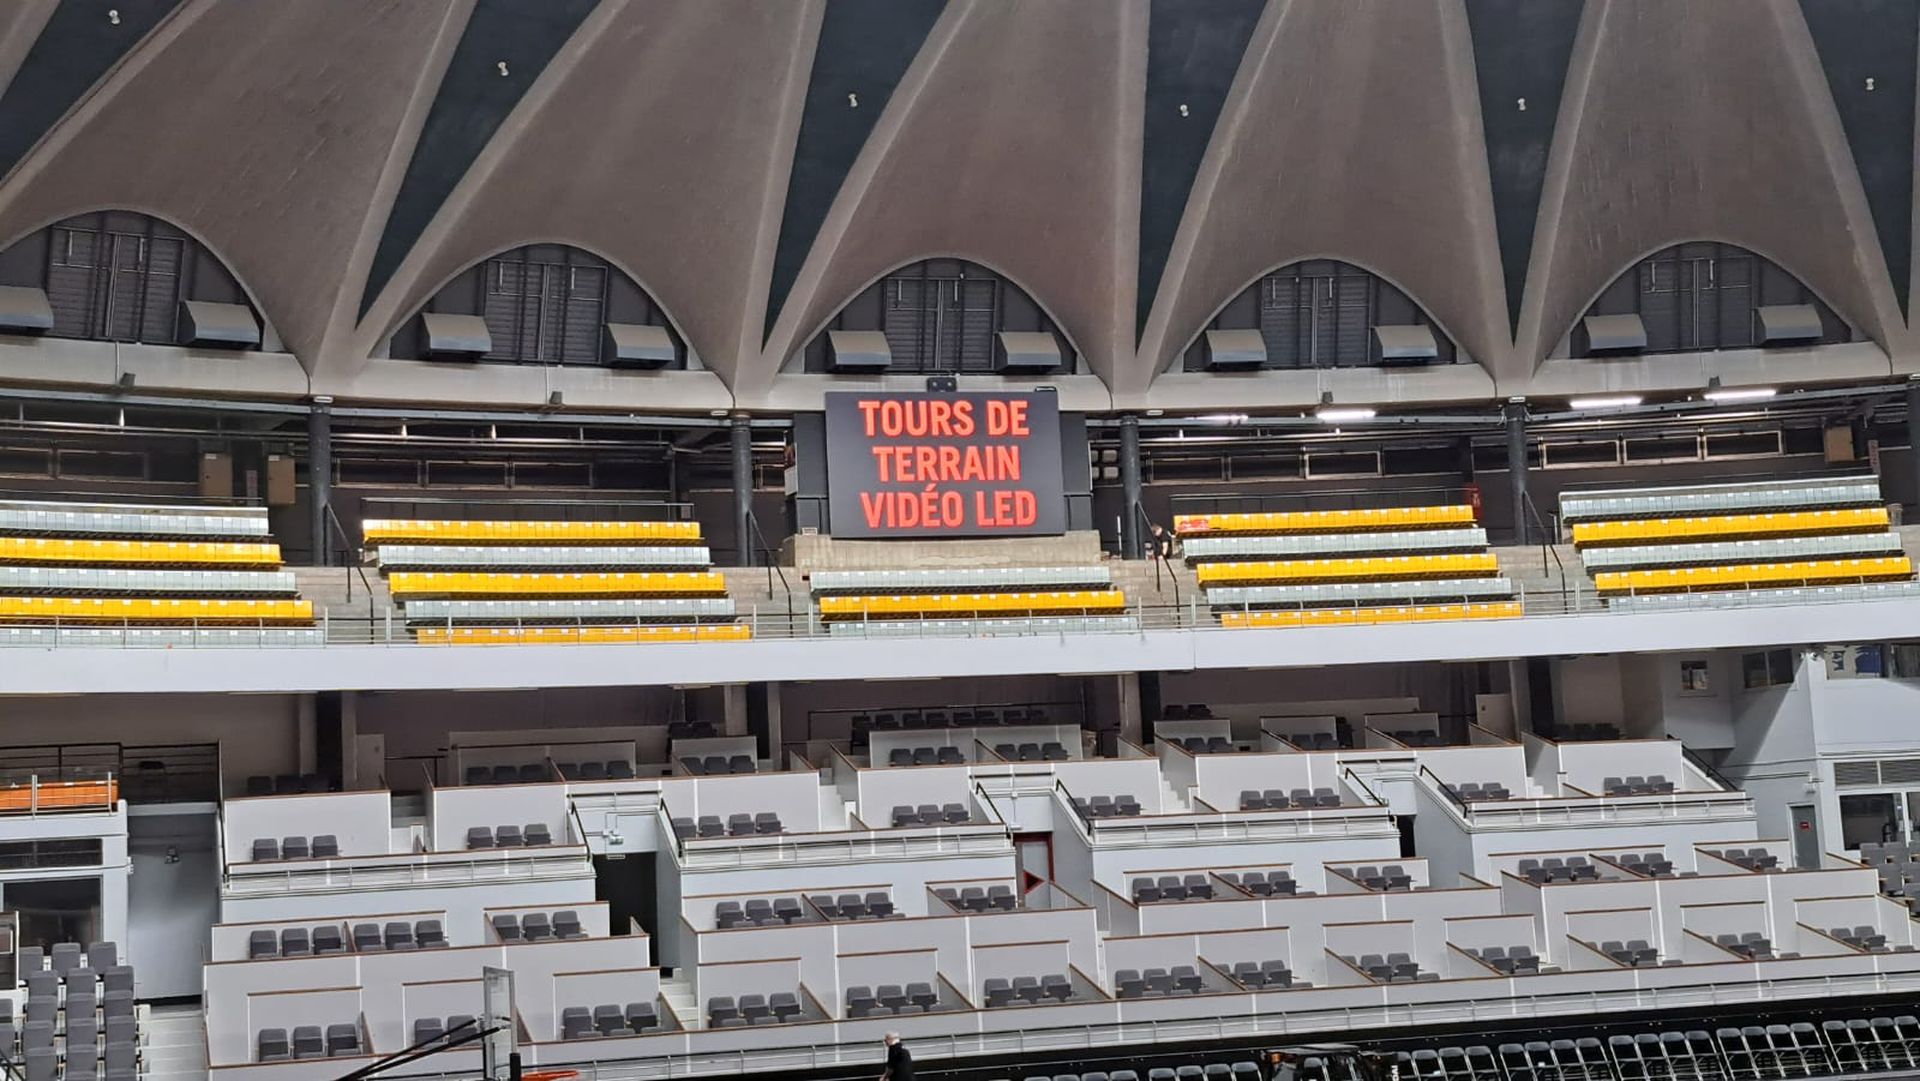 TOURS DE
TERRAIN
VIDÉO LED